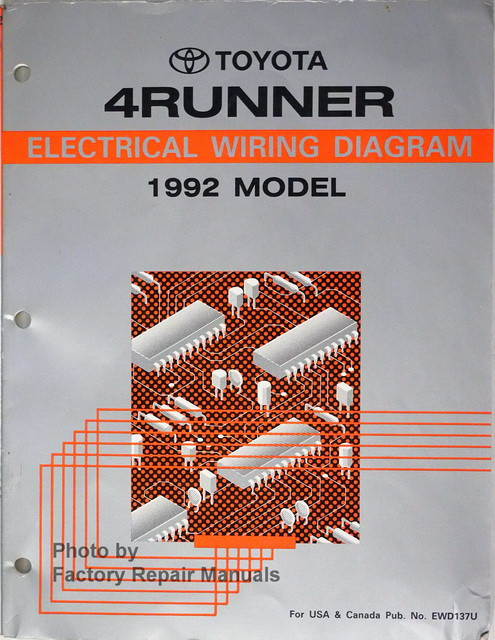 TOYOTA
4RUNNER
ELECTRICAL WIRING DIAGRAM
1992 MODEL
Photo by
Factory Repair Manuals
For USA & Canada Pub. No. EWD137U